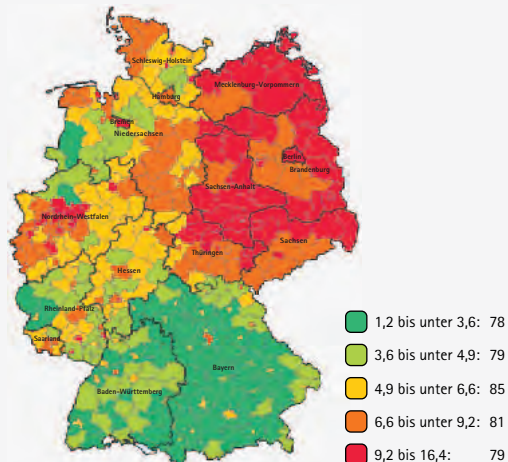 Schleswig-Holstein
Hamburg
Mecklenburg-Vorpommern
Bremen
Niedersachsen
Berlin
Brandenburg
Sachsen-Anhalt
Nordrhein-Westfalen
Sachsen
Thüringen
Hessen
Rheinland-Pfalz
Saarland
Bayern
Baden-Württemberg
1,2 bis unter 3,6: 78
3,6 bis unter 4,9: 79
4,9 bis unter 6,6: 85
6,6 bis unter 9,2: 81
9,2 bis 16,4: 79